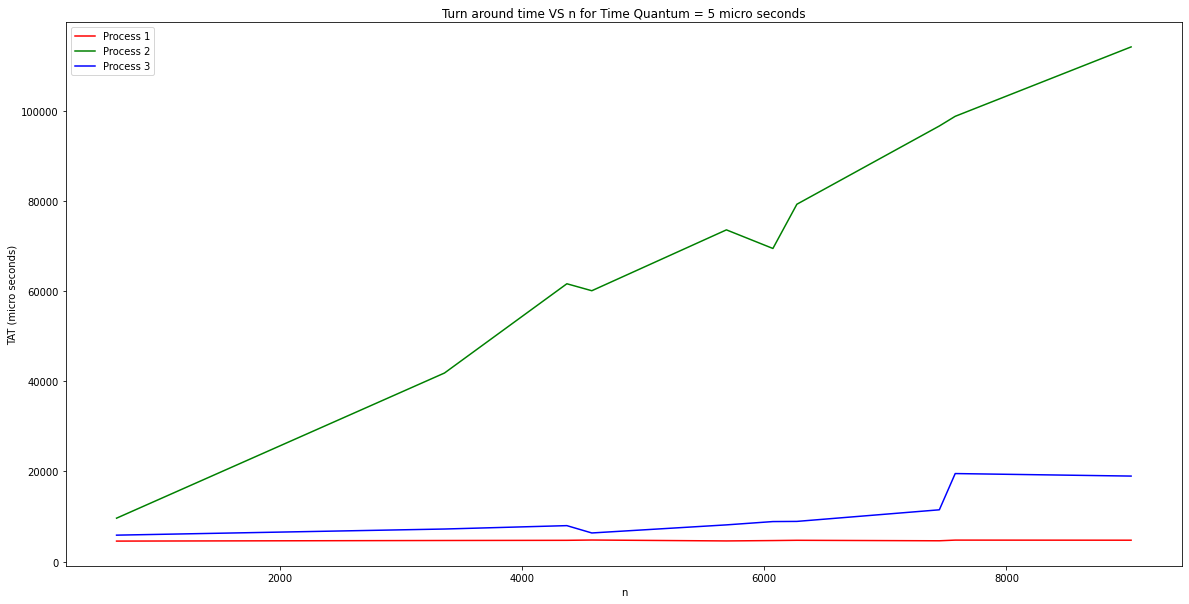 Turn around time VS n for Time Quantum = 5 micro seconds
Process 1
Process 2
Process 3
100000
80000
60000
40000
20000
0
TAT (micro seconds)
2000
4000
6000
8000
n